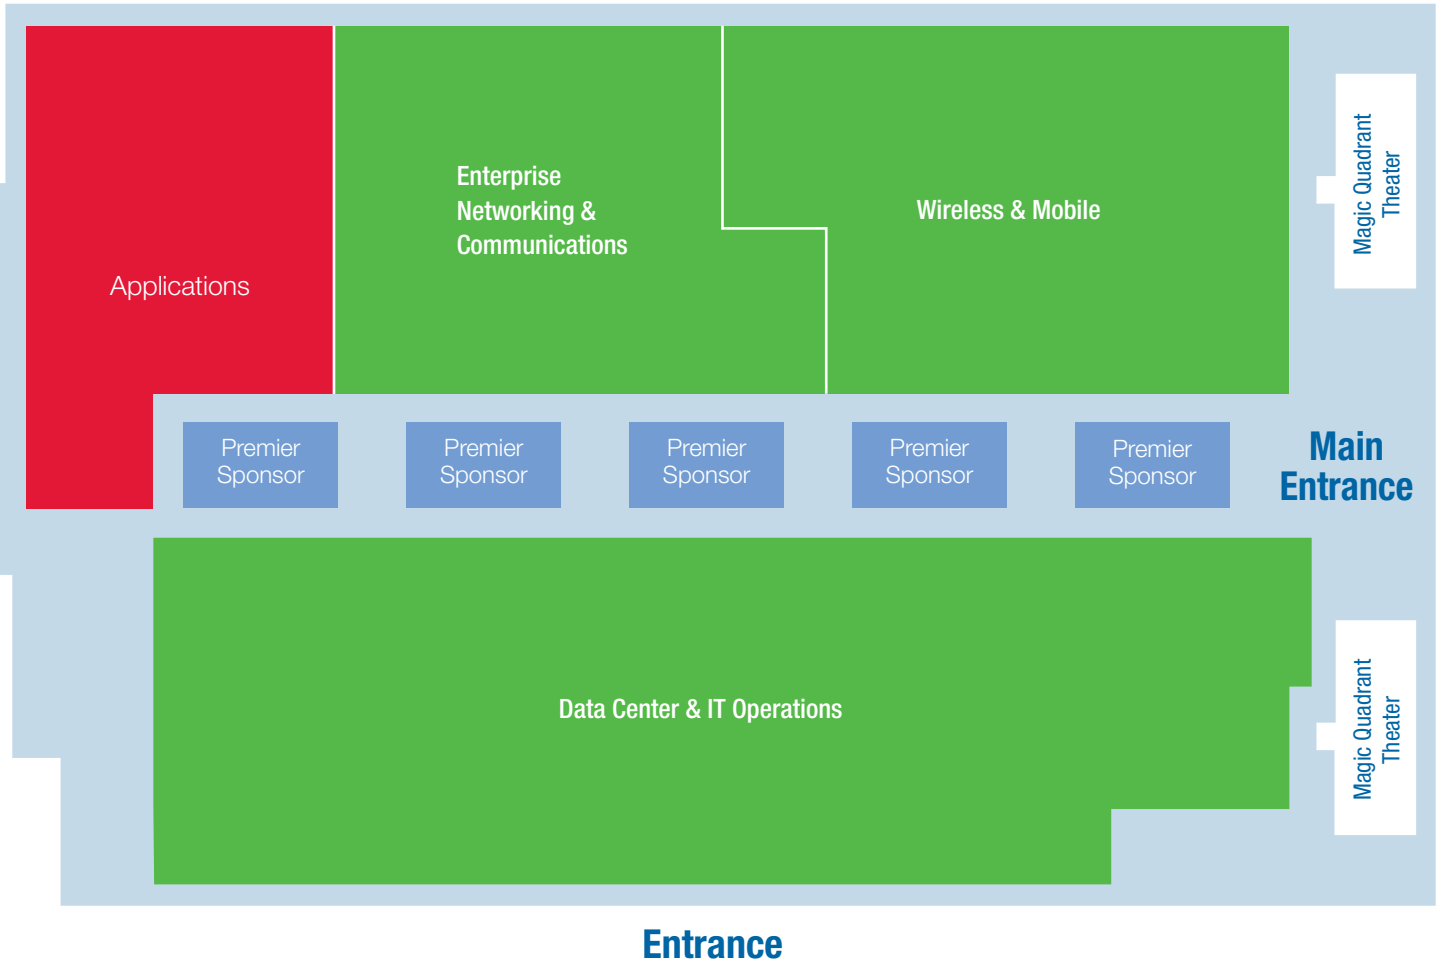 Applications
Enterprise
Networking &
Communications
Wireless & Mobile
Magic Quadrant
Theater
Premier
Sponsor
Premier
Sponsor
Premier
Sponsor
Premier
Sponsor
Premier
Sponsor
Main
Entrance
Data Center & IT Operations
Magic Quadrant
Theater
Entrance